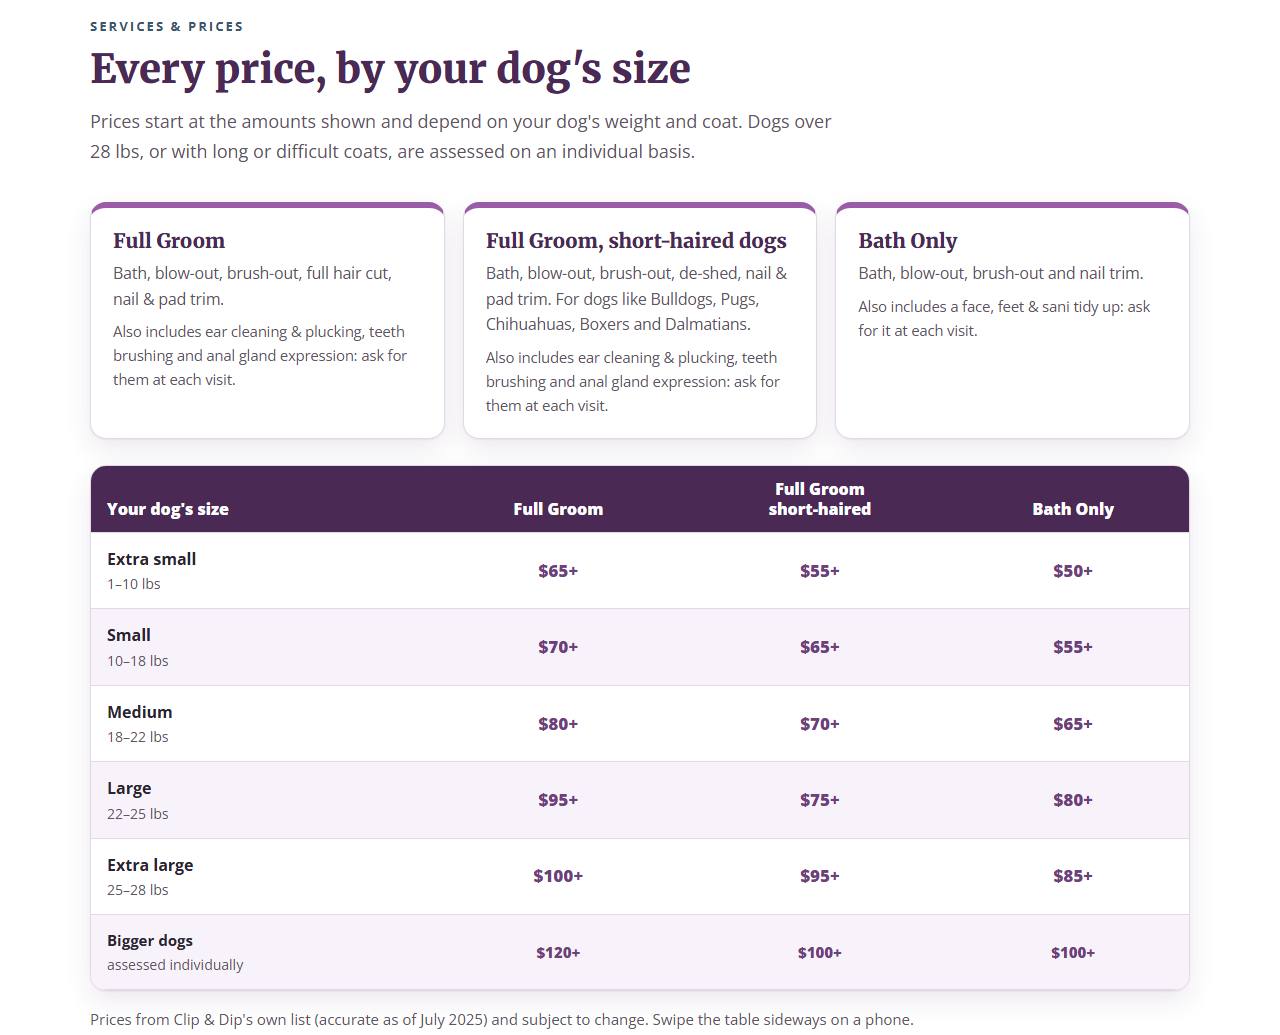 SERVICES & PRICES
Every price, by your dog's size
Prices start at the amounts shown and depend on your dog's weight and coat. Dogs over
28 lbs, or with long or difficult coats, are assessed on an individual basis.
Full Groom
Bath, blow-out, brush-out, full hair cut,
nail & pad trim.
Also includes ear cleaning & plucking, teeth
brushing and anal gland expression: ask for
them at each visit.
Full Groom, short-haired dogs
Bath, blow-out, brush-out, de-shed, nail &
pad trim. For dogs like Bulldogs, Pugs,
Chihuahuas, Boxers and Dalmatians.
Also includes ear cleaning & plucking, teeth
brushing and anal gland expression: ask for
them at each visit.
Bath Only
Bath, blow-out, brush-out and nail trim.
Also includes a face, feet & sani tidy up: ask
for it at each visit.
Your dog's size Full Groom Full Groom
short-haired Bath Only
Extra small
1–10 lbs
$65+ $55+ $50+
Small
10–18 lbs
$70+ $65+ $55+
Medium
18–22 lbs
$80+ $70+ $65+
Large
22–25 lbs
$95+ $75+ $80+
Extra large
25–28 lbs
$100+ $95+ $85+
Bigger dogs
assessed individually
$120+ $100+ $100+
Prices from Clip & Dip's own list (accurate as of July 2025) and subject to change. Swipe the table sideways on a phone.